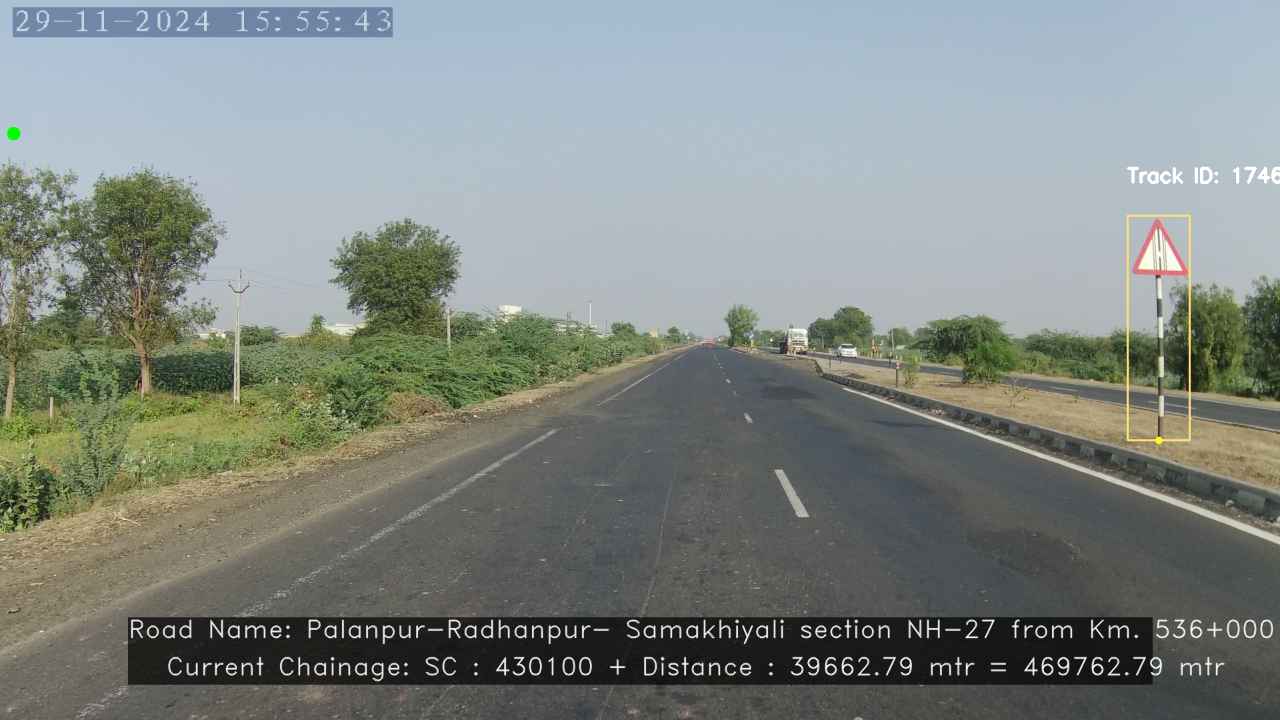 29-11-2024 15:55:43
Track ID: 1746
Road Name: Palanpur-Radhanpur- Samakhiyali section NH-27 from Km. 536+000
Current Chainage: SC : 430100 + Distance : 39662.79 mtr = 469762.79 mtr